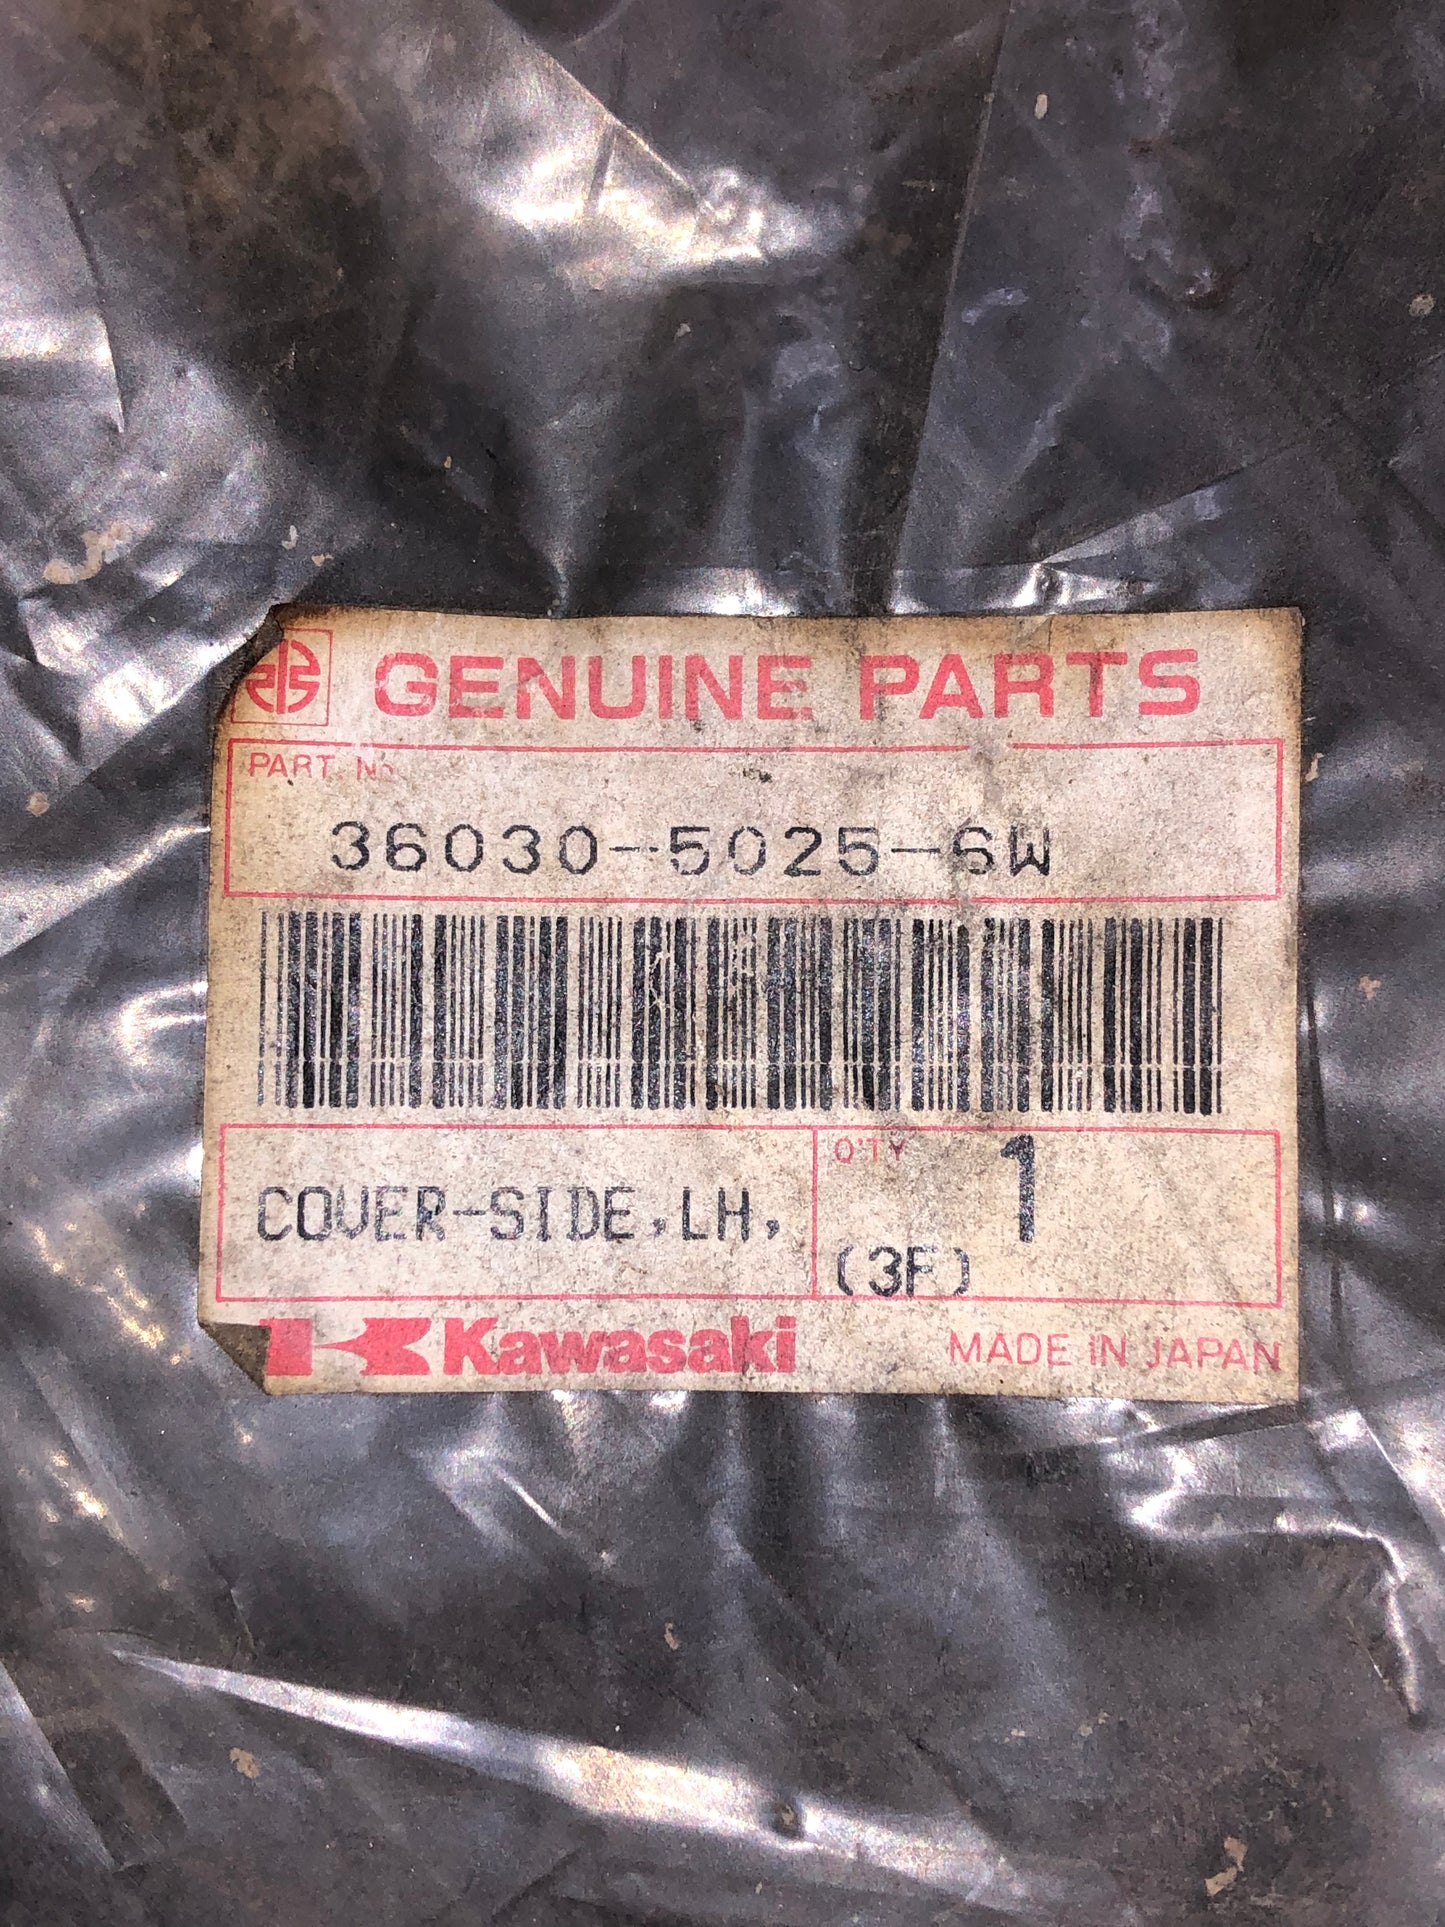 GENUINE PARTS
PART No
36030-5025-6W
COVER-SIDE,LH,
Q'TY 1
(3F)
Kawasaki
MADE IN JAPAN